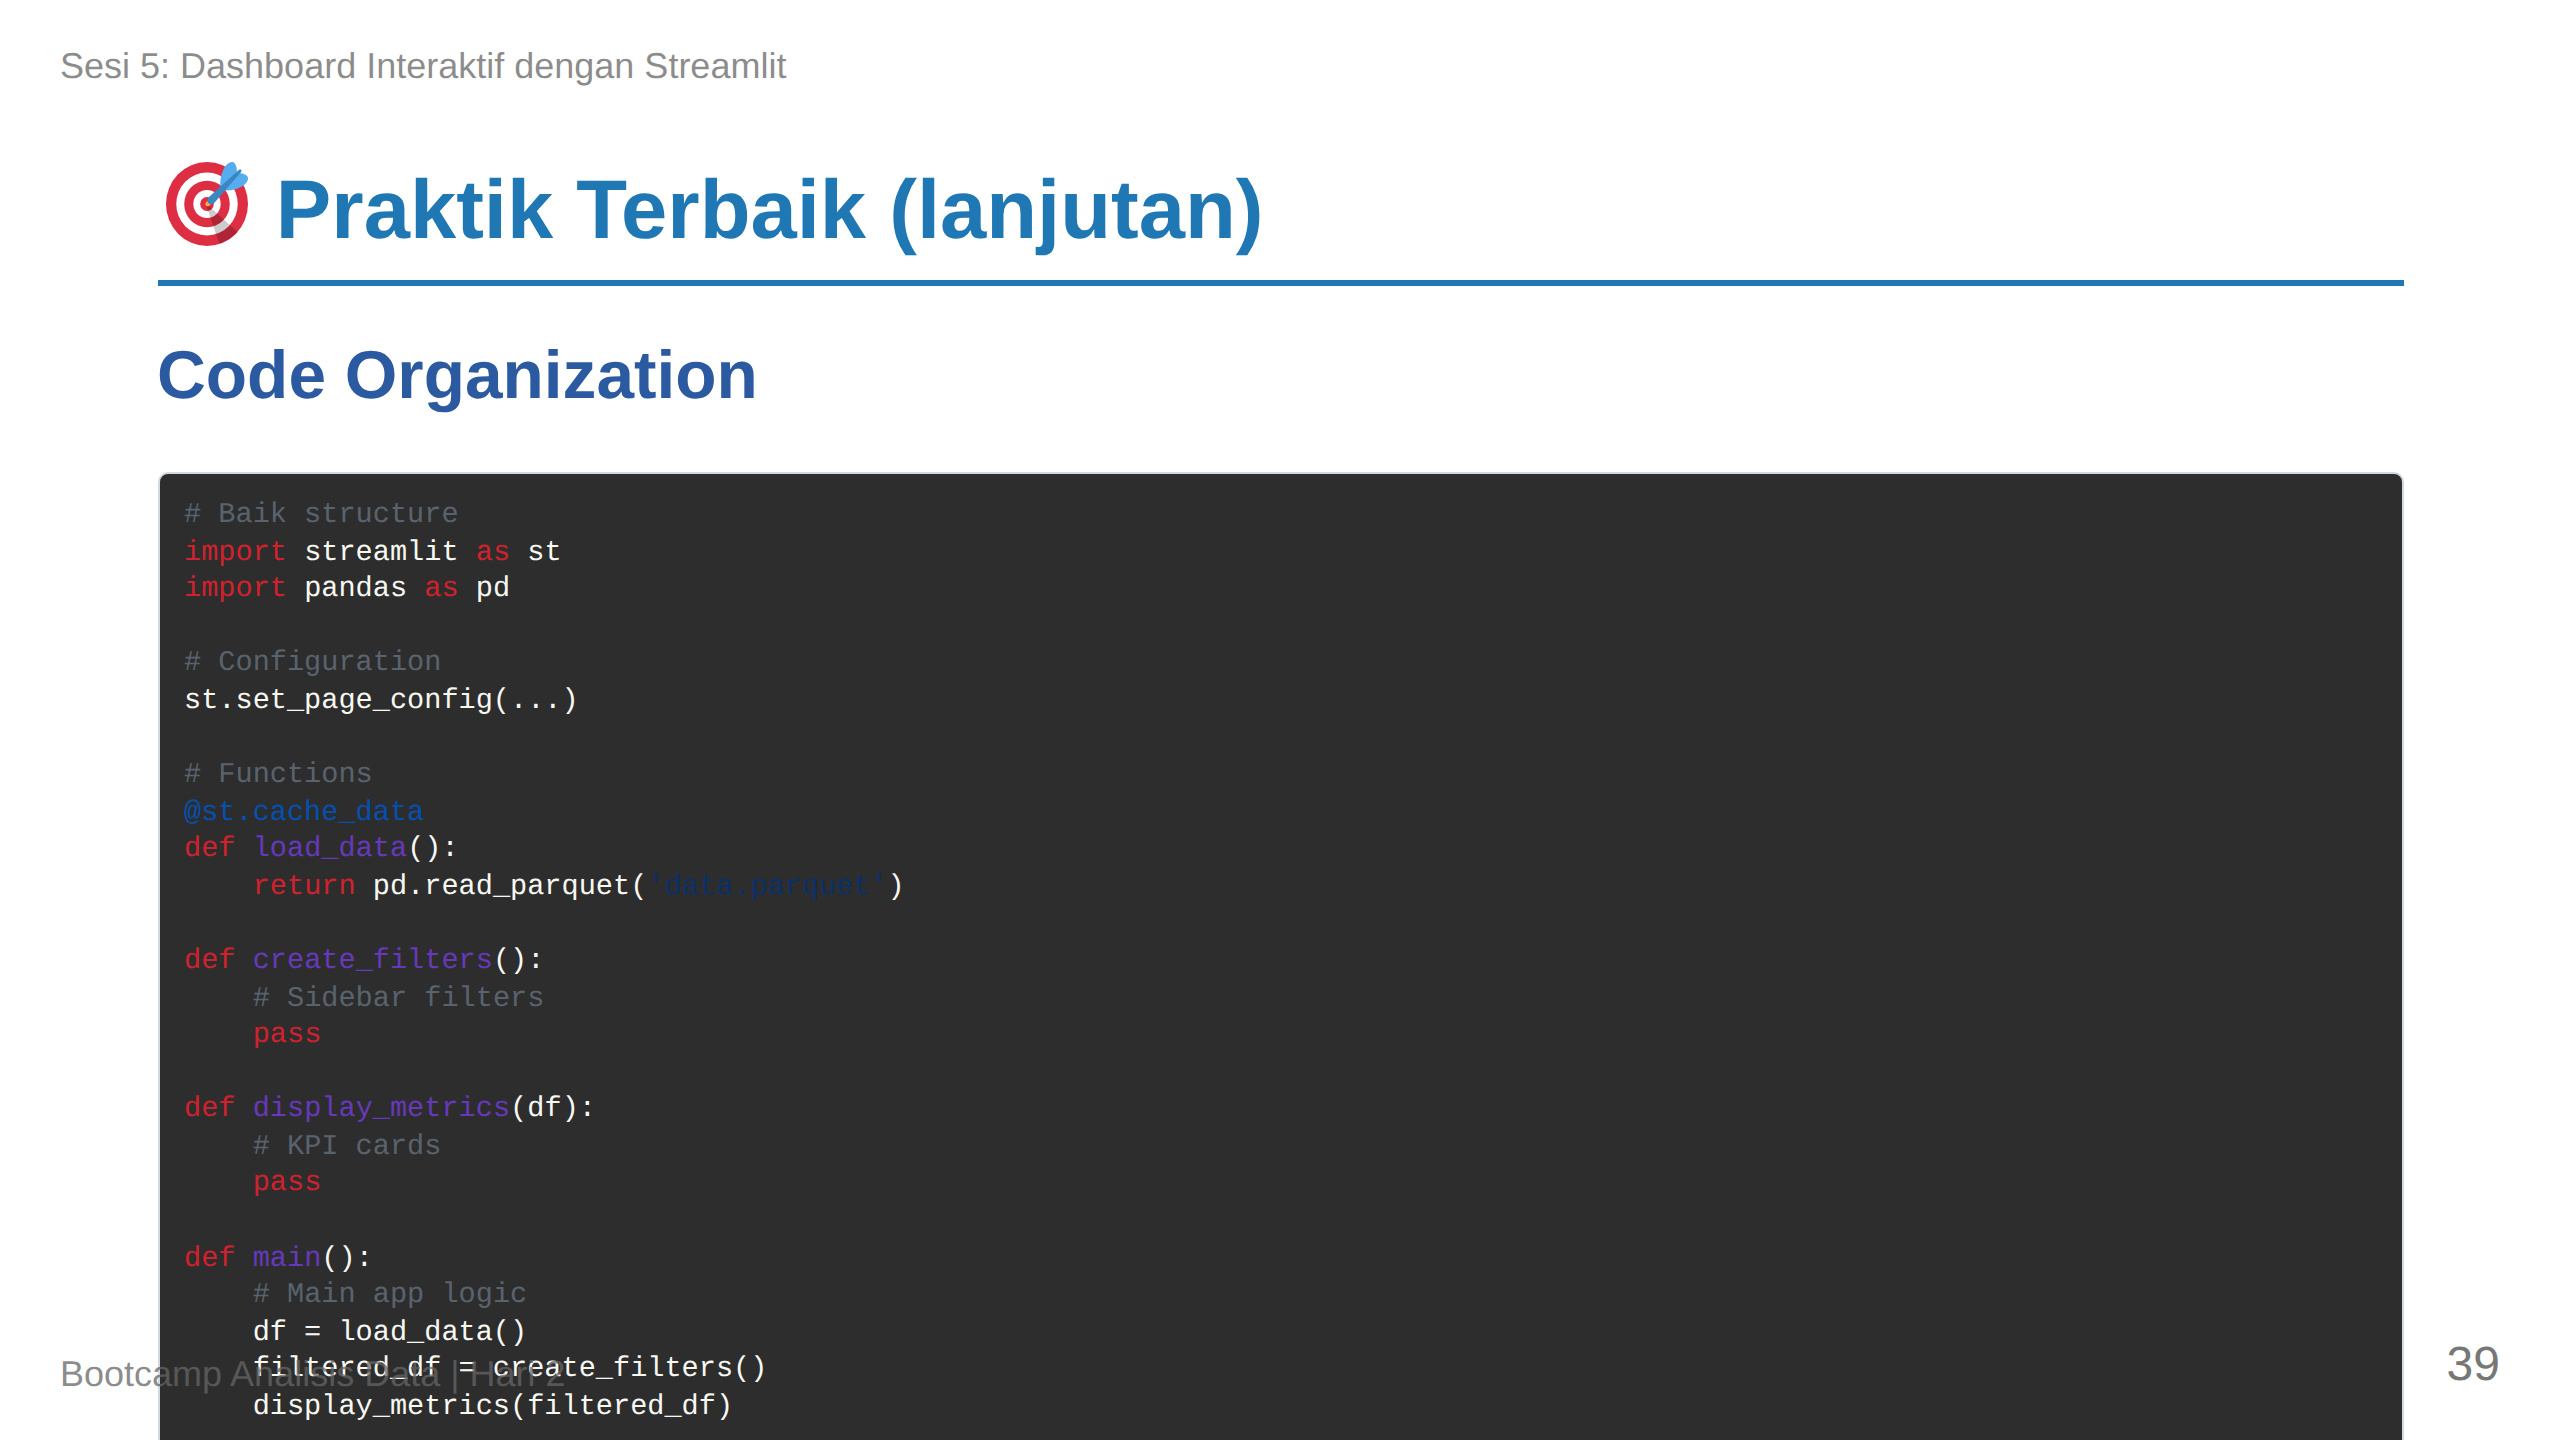 Sesi 5: Dashboard Interaktif dengan Streamlit
Praktik Terbaik (lanjutan)
Code Organization
# Baik structure
import streamlit as st
import pandas as pd

# Configuration
st.set_page_config(...)

# Functions
@st.cache_data
def load_data():
    return pd.read_parquet('data.parquet')

def create_filters():
    # Sidebar filters
    pass

def display_metrics(df):
    # KPI cards
    pass

def main():
    # Main app logic
    df = load_data()
    filtered_df = create_filters()
    display_metrics(filtered_df)
Bootcamp Analisis Data | Hari 2
39